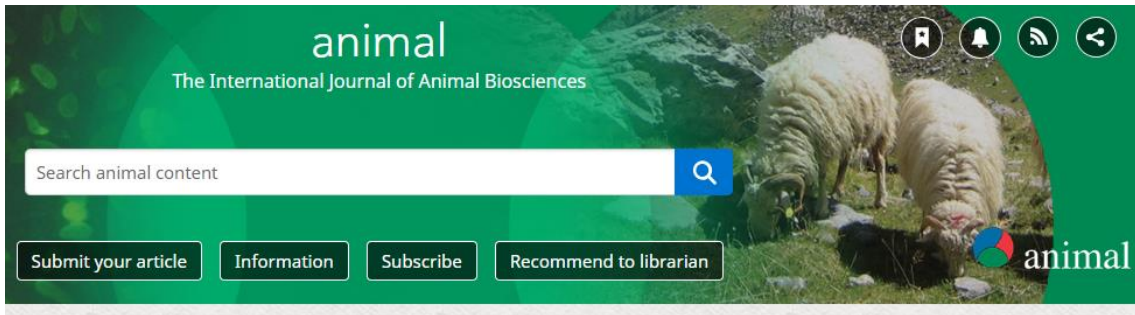 animal
The International Journal of Animal Biosciences
Search animal content
Submit your article
Information
Subscribe
Recommend to librarian
animal